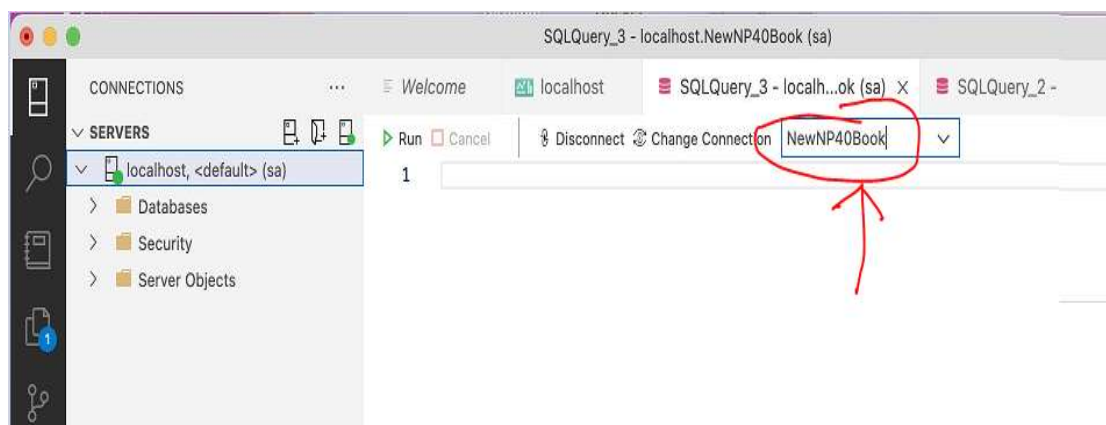 SQLQuery_3 - localhost.NewNP40Book (sa)
CONNECTIONS ...
Welcome
localhost
SQLQuery_3 - localh...ok (sa)
SQLQuery_2 -
SERVERS
Run Cancel Disconnect Change Connection NewNP40Book
localhost, <default> (sa)
1
Databases
Security
Server Objects
1